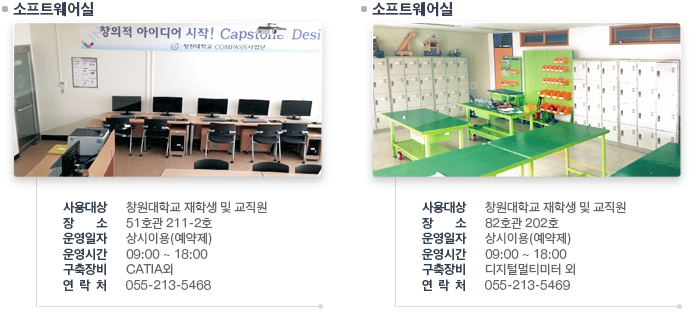 소프트웨어실
창의적 아이디어 시작! Capstone Desi
창원대학교 COMPASS사업단
사용대상 창원대학교 재학생 및 교직원
장 소 51호관 211-2호
운영일자 상시이용(예약제)
운영시간 09:00 ~ 18:00
구축장비 CATIA외
연 락 처 055-213-5468
소프트웨어실
사용대상 창원대학교 재학생 및 교직원
장 소 82호관 202호
운영일자 상시이용(예약제)
운영시간 09:00 ~ 18:00
구축장비 디지털멀티미터 외
연 락 처 055-213-5469